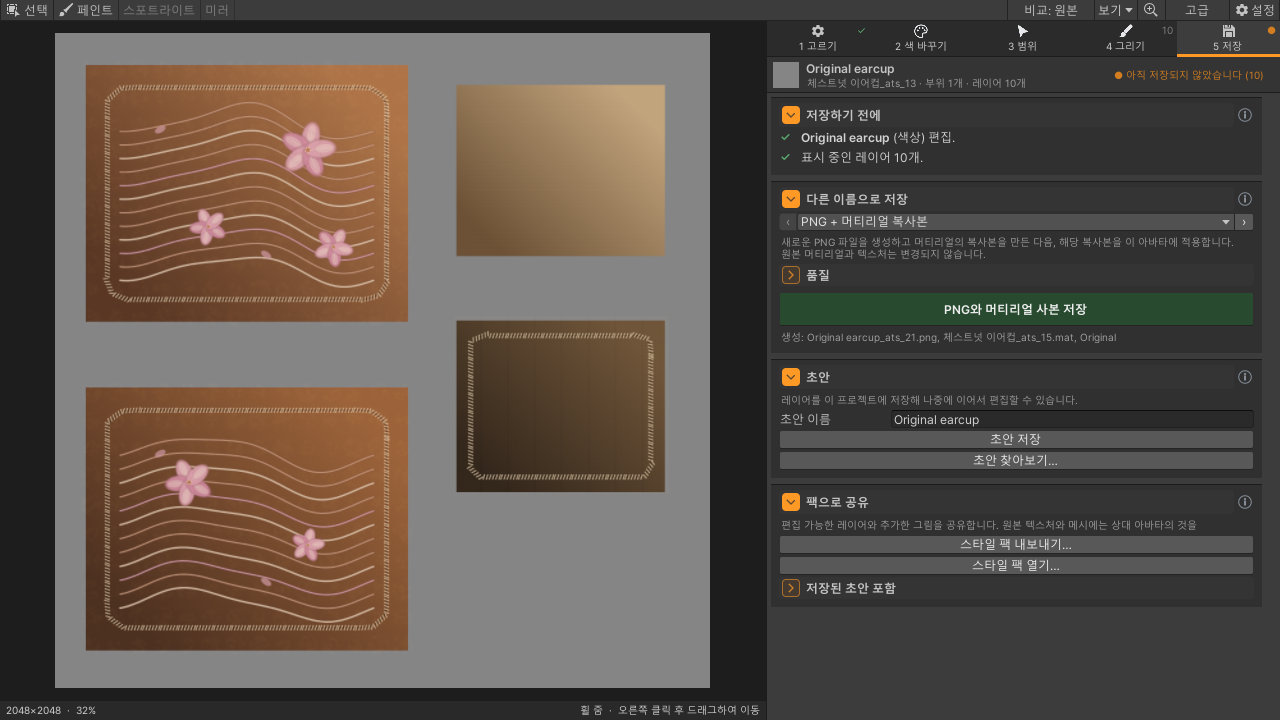 선택 페인트 스포트라이트 미러 비교: 원본 보기 고급 설정
1 고르기 2 색 바꾸기 3 범위 10 4 그리기 5 저장
Original earcup
체스트넛 이어컵_ats_13 · 부위 1개 · 레이어 10개
아직 저장되지 않았습니다 (10)
저장하기 전에
Original earcup (색상) 편집.
표시 중인 레이어 10개.
다른 이름으로 저장
PNG + 머티리얼 복사본
새로운 PNG 파일을 생성하고 머티리얼의 복사본을 만든 다음, 해당 복사본을 이 아바타에 적용합니다.
원본 머티리얼과 텍스처는 변경되지 않습니다.
품질
PNG와 머티리얼 사본 저장
생성: Original earcup_ats_21.png, 체스트넛 이어컵_ats_15.mat, Original
초안
레이어를 이 프로젝트에 저장해 나중에 이어서 편집할 수 있습니다.
초안 이름 Original earcup
초안 저장
초안 찾아보기...
팩으로 공유
편집 가능한 레이어와 추가한 그림을 공유합니다. 원본 텍스처와 메시에는 상대 아바타의 것을
스타일 팩 내보내기...
스타일 팩 열기...
저장된 초안 포함
2048×2048 · 32%
휠 줌 · 오른쪽 클릭 후 드래그하여 이동